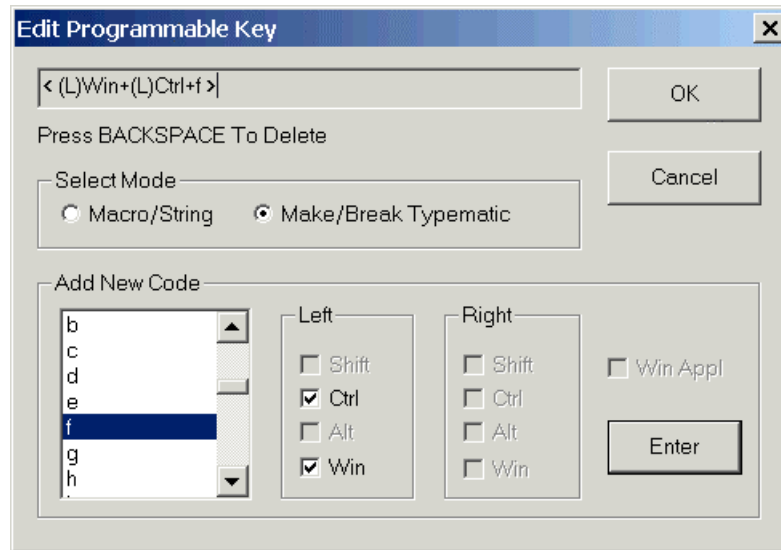 Edit Programmable Key
< (L)Win+(L)Ctrl+f >
OK
Press BACKSPACE To Delete
Cancel
Select Mode
Macro/String Make/Break Typematic
Add New Code
b
c
d
e
f
g
h
Left
Shift
Ctrl
Alt
Win
Right
Shift
Ctrl
Alt
Win
Win Appl
Enter